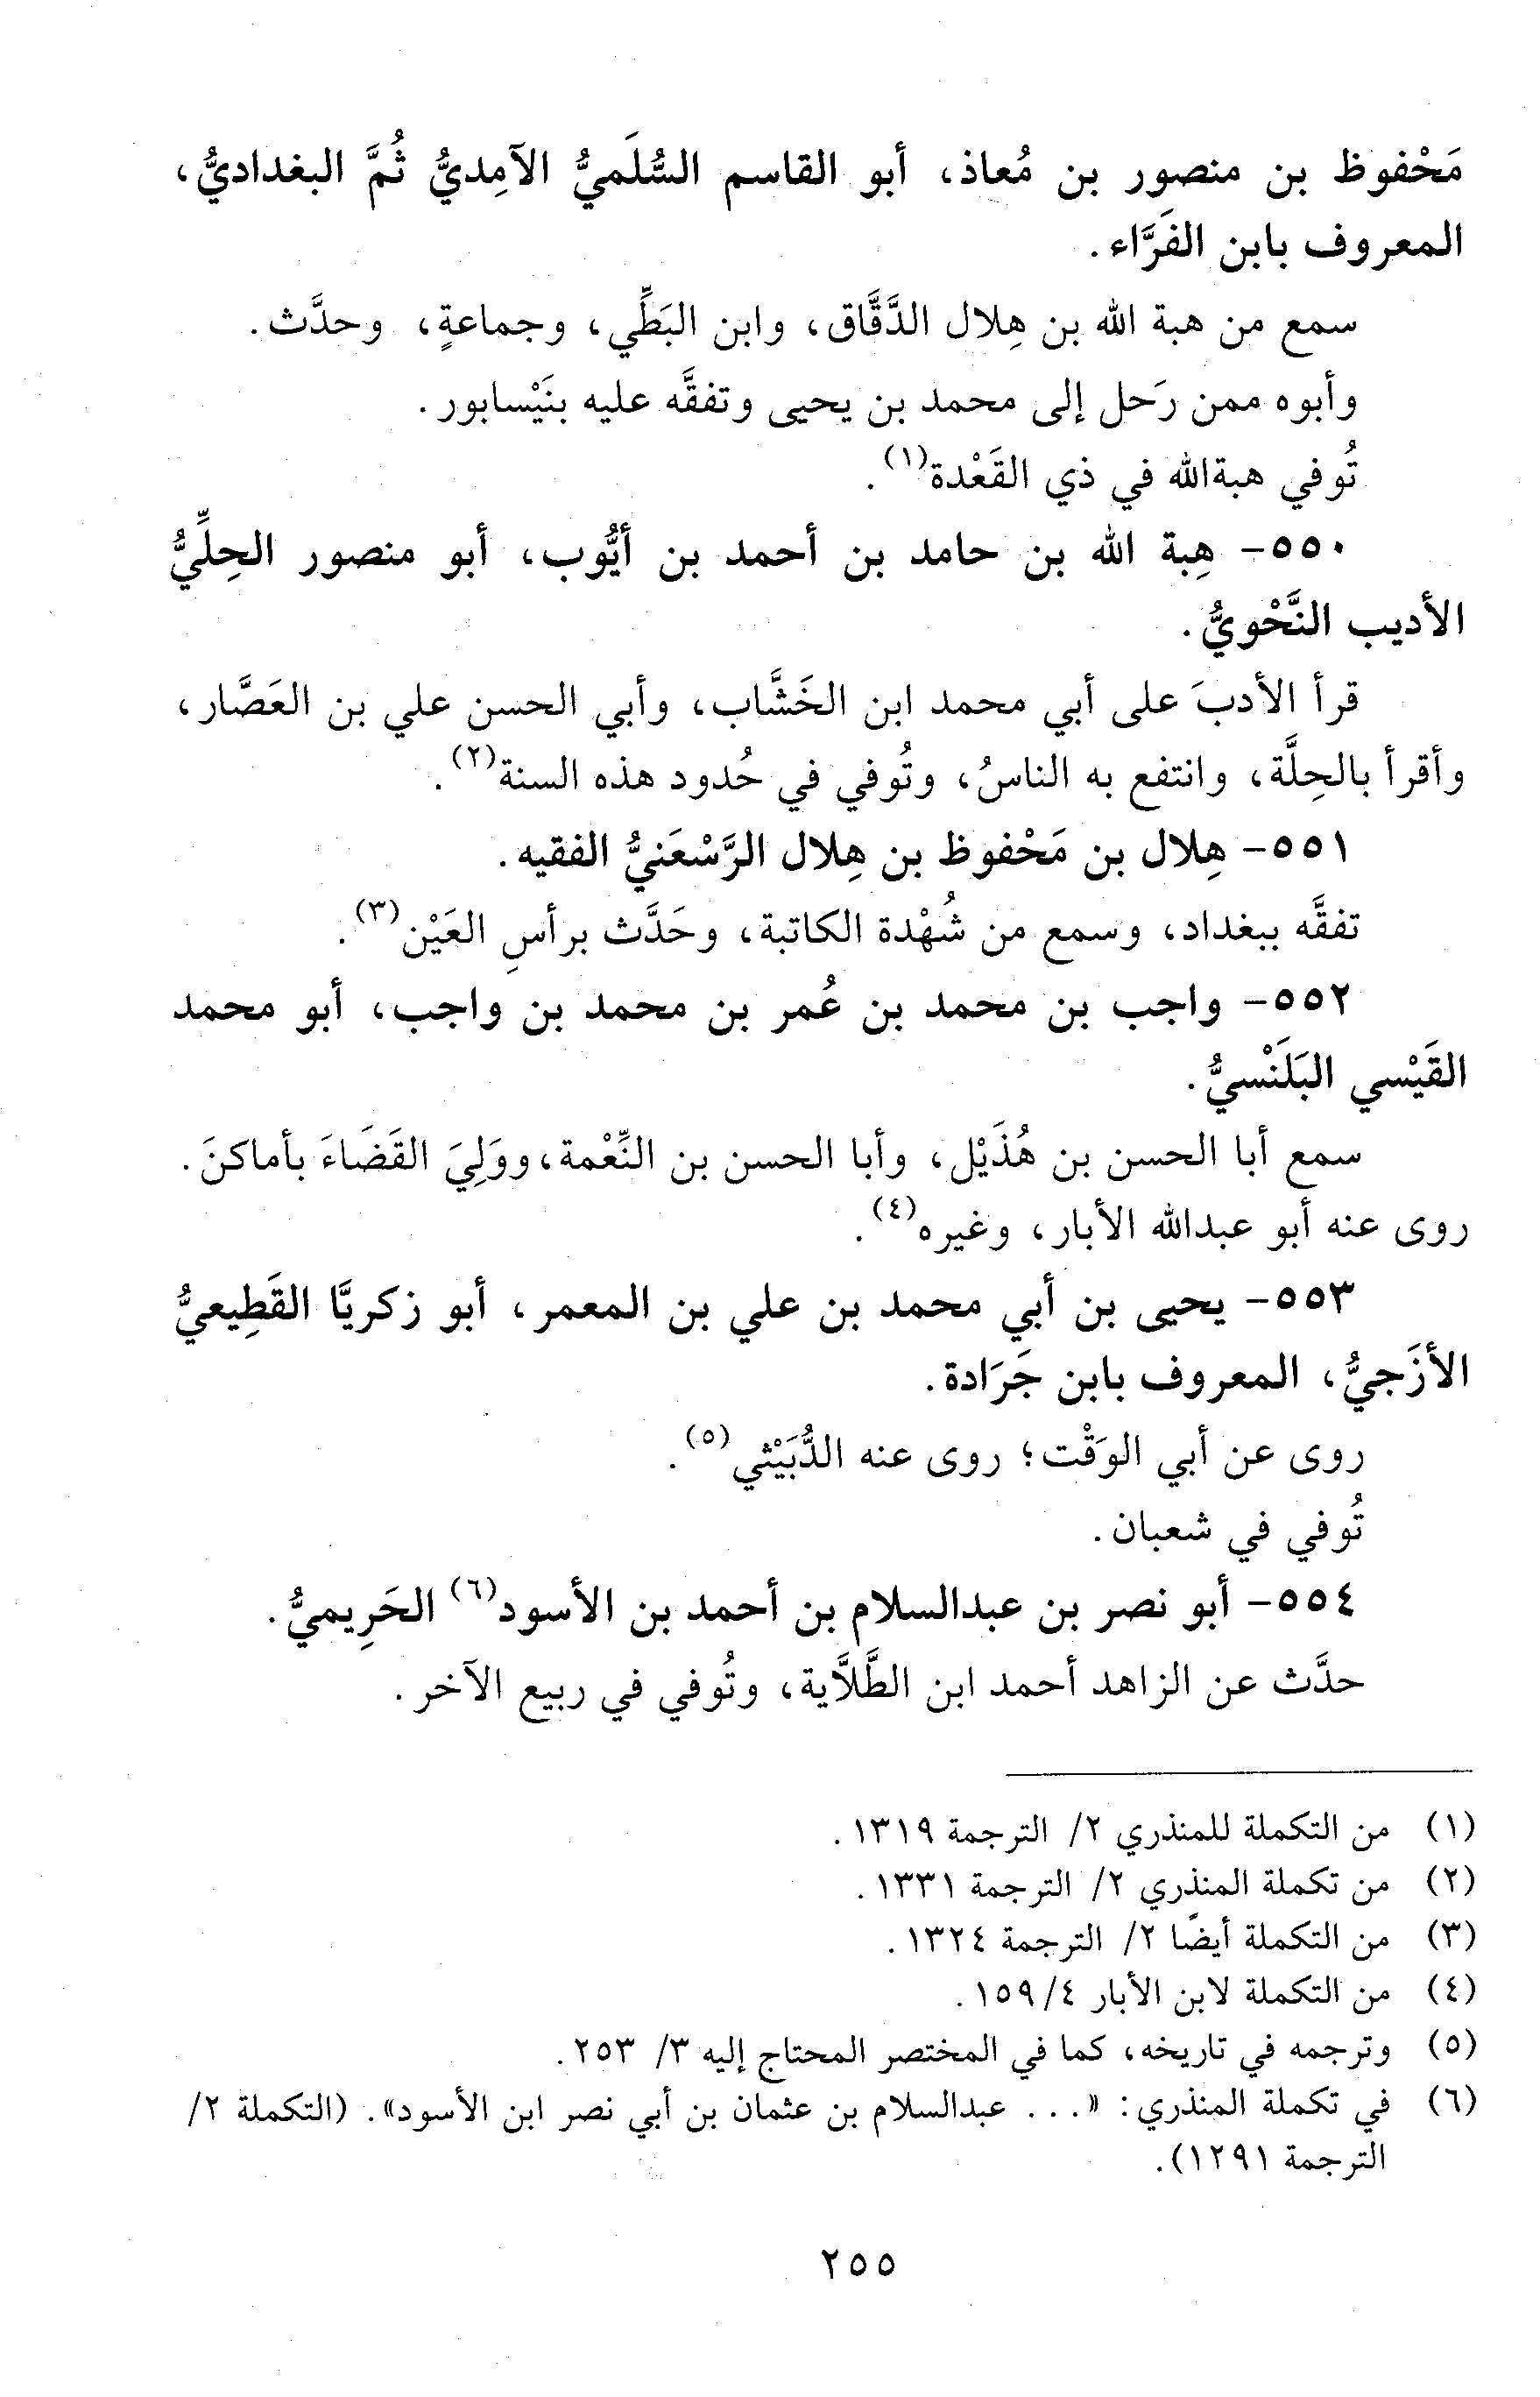 مَحْفوظ بن منصور بن مُعاذ، أبو القاسم السُّلَميُّ الآمِديُّ ثُمَّ البغداديُّ،
المعروف بابن الفَرَّاء.
سمع من هبة الله بن هِلال الدَّقَّاق، وابن البَطِّي، وجماعةٍ، وحدَّث.
وأبوه ممن رَحل إلى محمد بن يحيى وتفقَّه عليه بنَيْسابور.
تُوفي هبةالله في ذي القَعْدة(١).
٥٥٠- هِبة الله بن حامد بن أحمد بن أيُّوب، أبو منصور الحِلِّيُّ
الأديب النَّحْويُّ.
قرأ الأدبَ على أبي محمد ابن الخَشَّاب، وأبي الحسن علي بن العَصَّار،
وأقرأ بالحِلَّة، وانتفع به الناسُ، وتُوفي في حُدود هذه السنة(٢).
٥٥١- هِلال بن مَحْفوظ بن هِلال الرَّسْعَنيُّ الفقيه.
تفقَّه ببغداد، وسمع من شُهْدة الكاتبة، وحَدَّث برأسِ العَيْن(٣).
٥٥٢- واجب بن محمد بن عُمر بن محمد بن واجب، أبو محمد
القَيْسي البَلَنْسيُّ.
سمع أبا الحسن بن هُذَيْل، وأبا الحسن بن النِّعْمة، ووَلِيَ القَضَاءَ بأماكنَ.
روى عنه أبو عبدالله الأبار، وغيره(٤).
٥٥٣- يحيى بن أبي محمد بن علي بن المعمر، أبو زكريَّا القَطِيعيُّ
الأزَجيُّ، المعروف بابن جَرَادة.
روى عن أبي الوَقْت؛ روى عنه الدُّبَيْثي(٥).
تُوفي في شعبان.
٥٥٤- أبو نصر بن عبدالسلام بن أحمد بن الأسود(٦) الحَرِيميُّ.
حدَّث عن الزاهد أحمد ابن الطَّلاَّية، وتُوفي في ربيع الآخر.
(١) من التكملة للمنذري ٢/ الترجمة ١٣١٩.
(٢) من تكملة المنذري ٢/ الترجمة ١٣٣١.
(٣) من التكملة أيضًا ٢/ الترجمة ١٣٢٤.
(٤) من التكملة لابن الأبار ٤/ ١٥٩.
(٥) وترجمه في تاريخه، كما في المختصر المحتاج إليه ٣/ ٢٥٣.
(٦) في تكملة المنذري: «... عبدالسلام بن عثمان بن أبي نصر ابن الأسود». (التكملة ٢/
الترجمة ١٢٩١).
٢٥٥